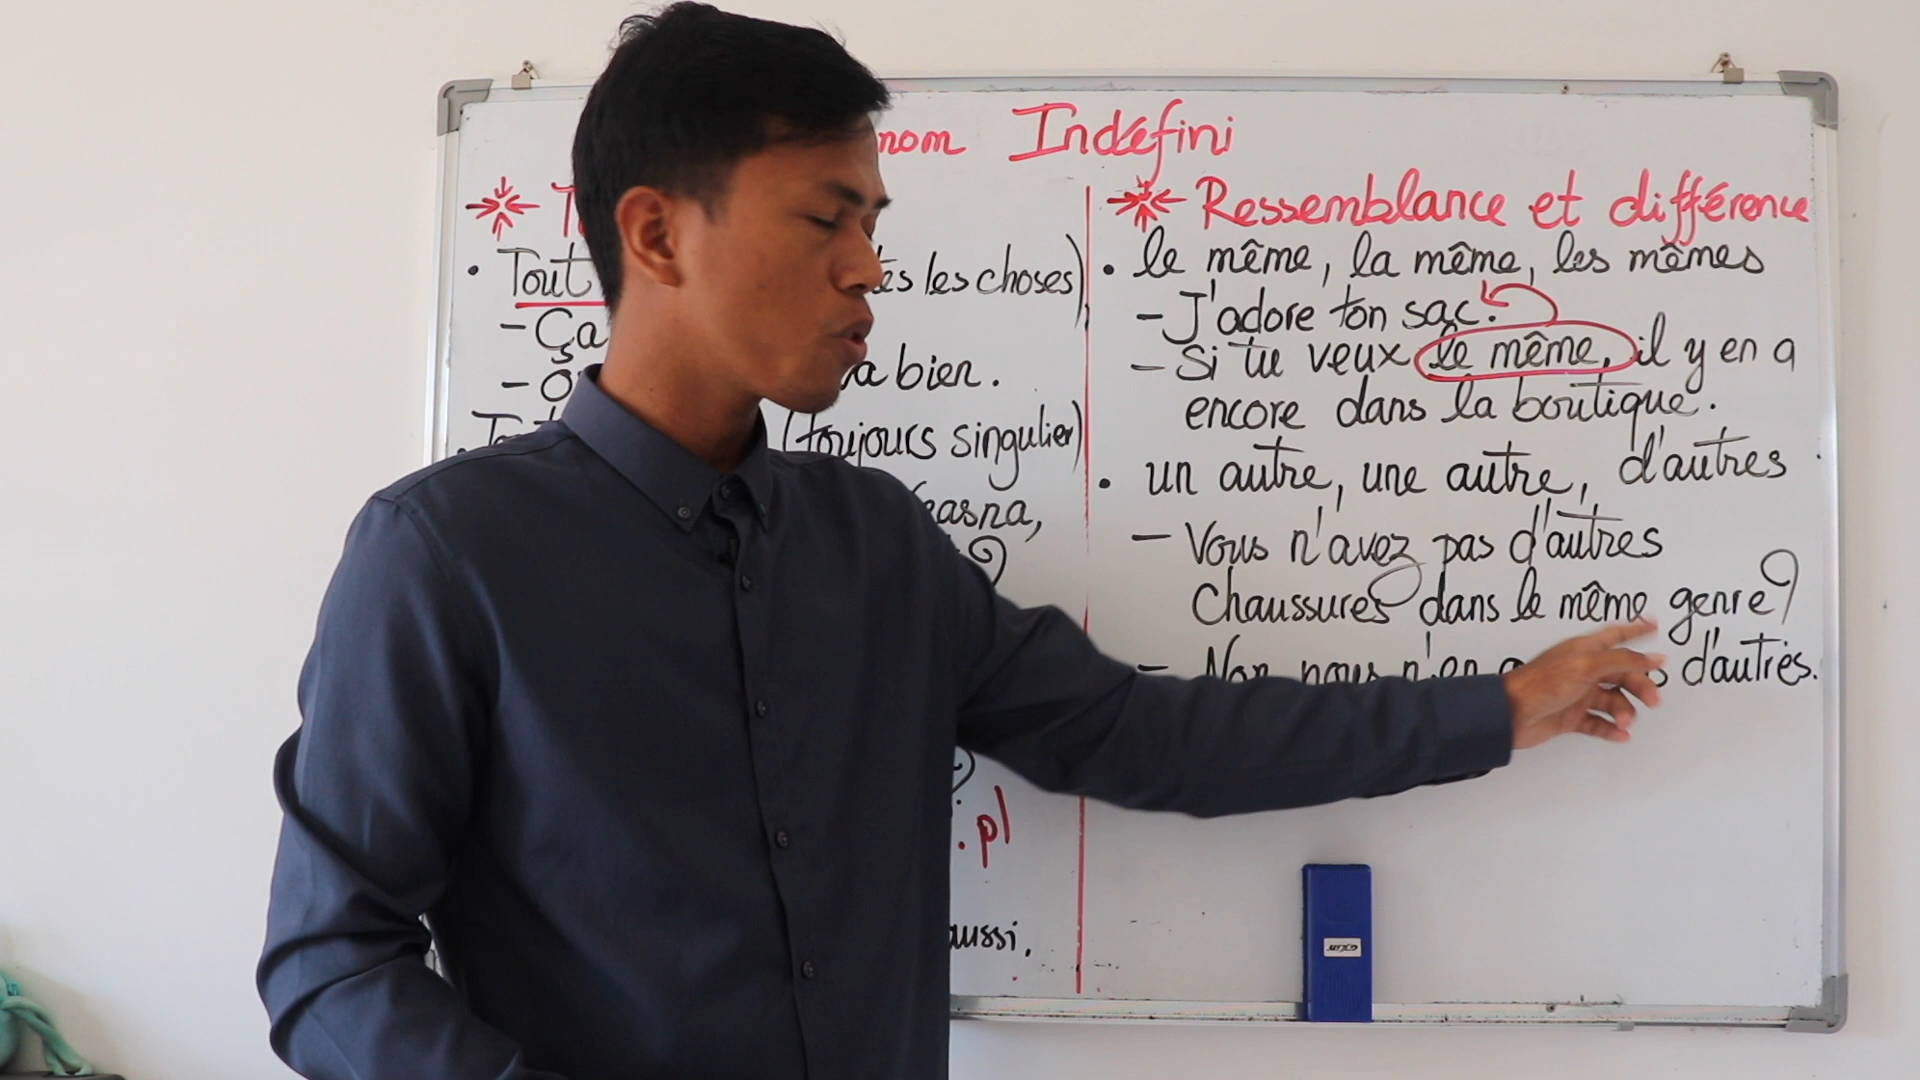 nom Indéfini
Tout
es les choses)
- Ça
a bien.
(toujours singulier)
easna,
. pl
aussi.
Ressemblance et différence
• le même, la même, les mêmes
- J'adore ton sac.
- Si tu veux le même, il y en a
encore dans la boutique.
• un autre, une autre, d'autres
- Vous n'avez pas d'autres
chaussures dans le même genre?
- Non nous n'en d'autres.